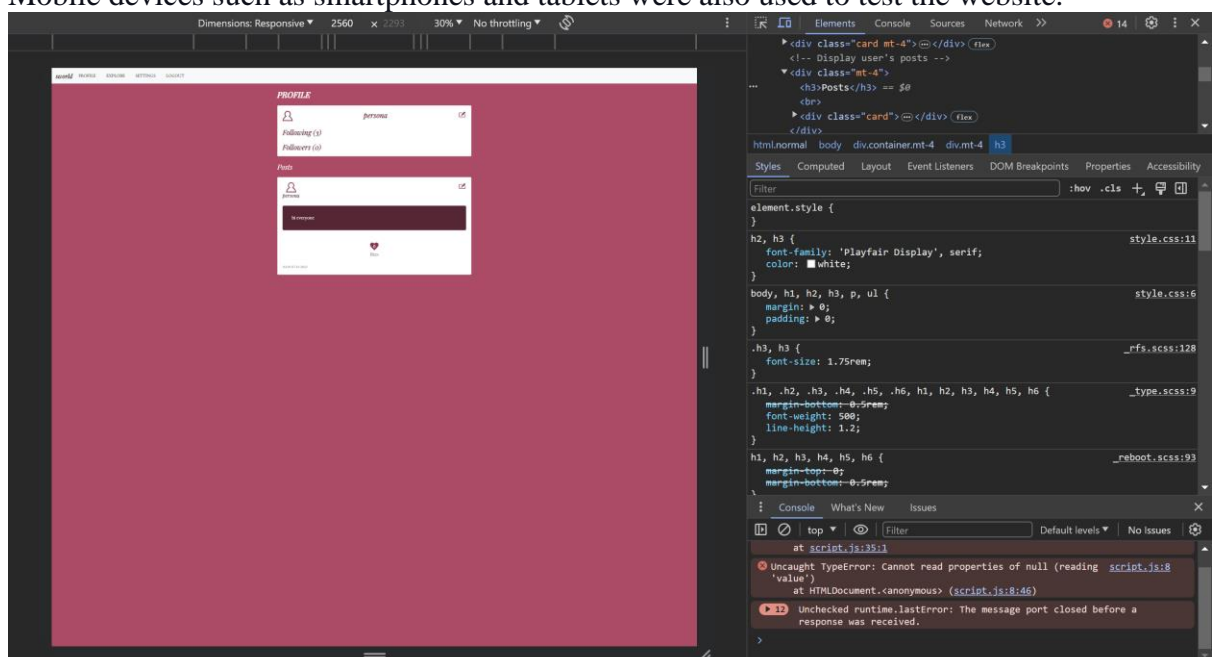 Mobile devices such as smartphones and tablets were also used to test the website.
Dimensions: Responsive ▼ 2560 x 2293 30% ▼ No throttling ▼
Elements Console Sources Network >> 14
world PROFILE EXPLORE SETTINGS LOGOUT
PROFILE
persona
Following (3)
Followers (0)
Posts
persona
Hi everyone
likes
<div class="card mt-4"> … </div> flex
<!-- Display user's posts -->
<div class="mt-4">
<h3>Posts</h3> == $0
<br>
<div class="card"> … </div> flex
</div>
html.normal body div.container.mt-4 div.mt-4 h3
Styles Computed Layout Event Listeners DOM Breakpoints Properties Accessibility
Filter :hov .cls +
element.style {
}
h2, h3 { style.css:11
font-family: 'Playfair Display', serif;
color: white;
}
body, h1, h2, h3, p, ul { style.css:6
margin: ▶ 0;
padding: ▶ 0;
}
.h3, h3 { _rfs.scss:128
font-size: 1.75rem;
}
.h1, .h2, .h3, .h4, .h5, .h6, h1, h2, h3, h4, h5, h6 { _type.scss:9
margin-bottom: 0.5rem;
font-weight: 500;
line-height: 1.2;
}
h1, h2, h3, h4, h5, h6 { _reboot.scss:93
margin-top: 0;
margin-bottom: 0.5rem;
Console What's New Issues
top ▼ Filter Default levels ▼ No Issues
at script.js:35:1
Uncaught TypeError: Cannot read properties of null (reading script.js:8
'value')
at HTMLDocument.<anonymous> (script.js:8:46)
12 Unchecked runtime.lastError: The message port closed before a
response was received.
>